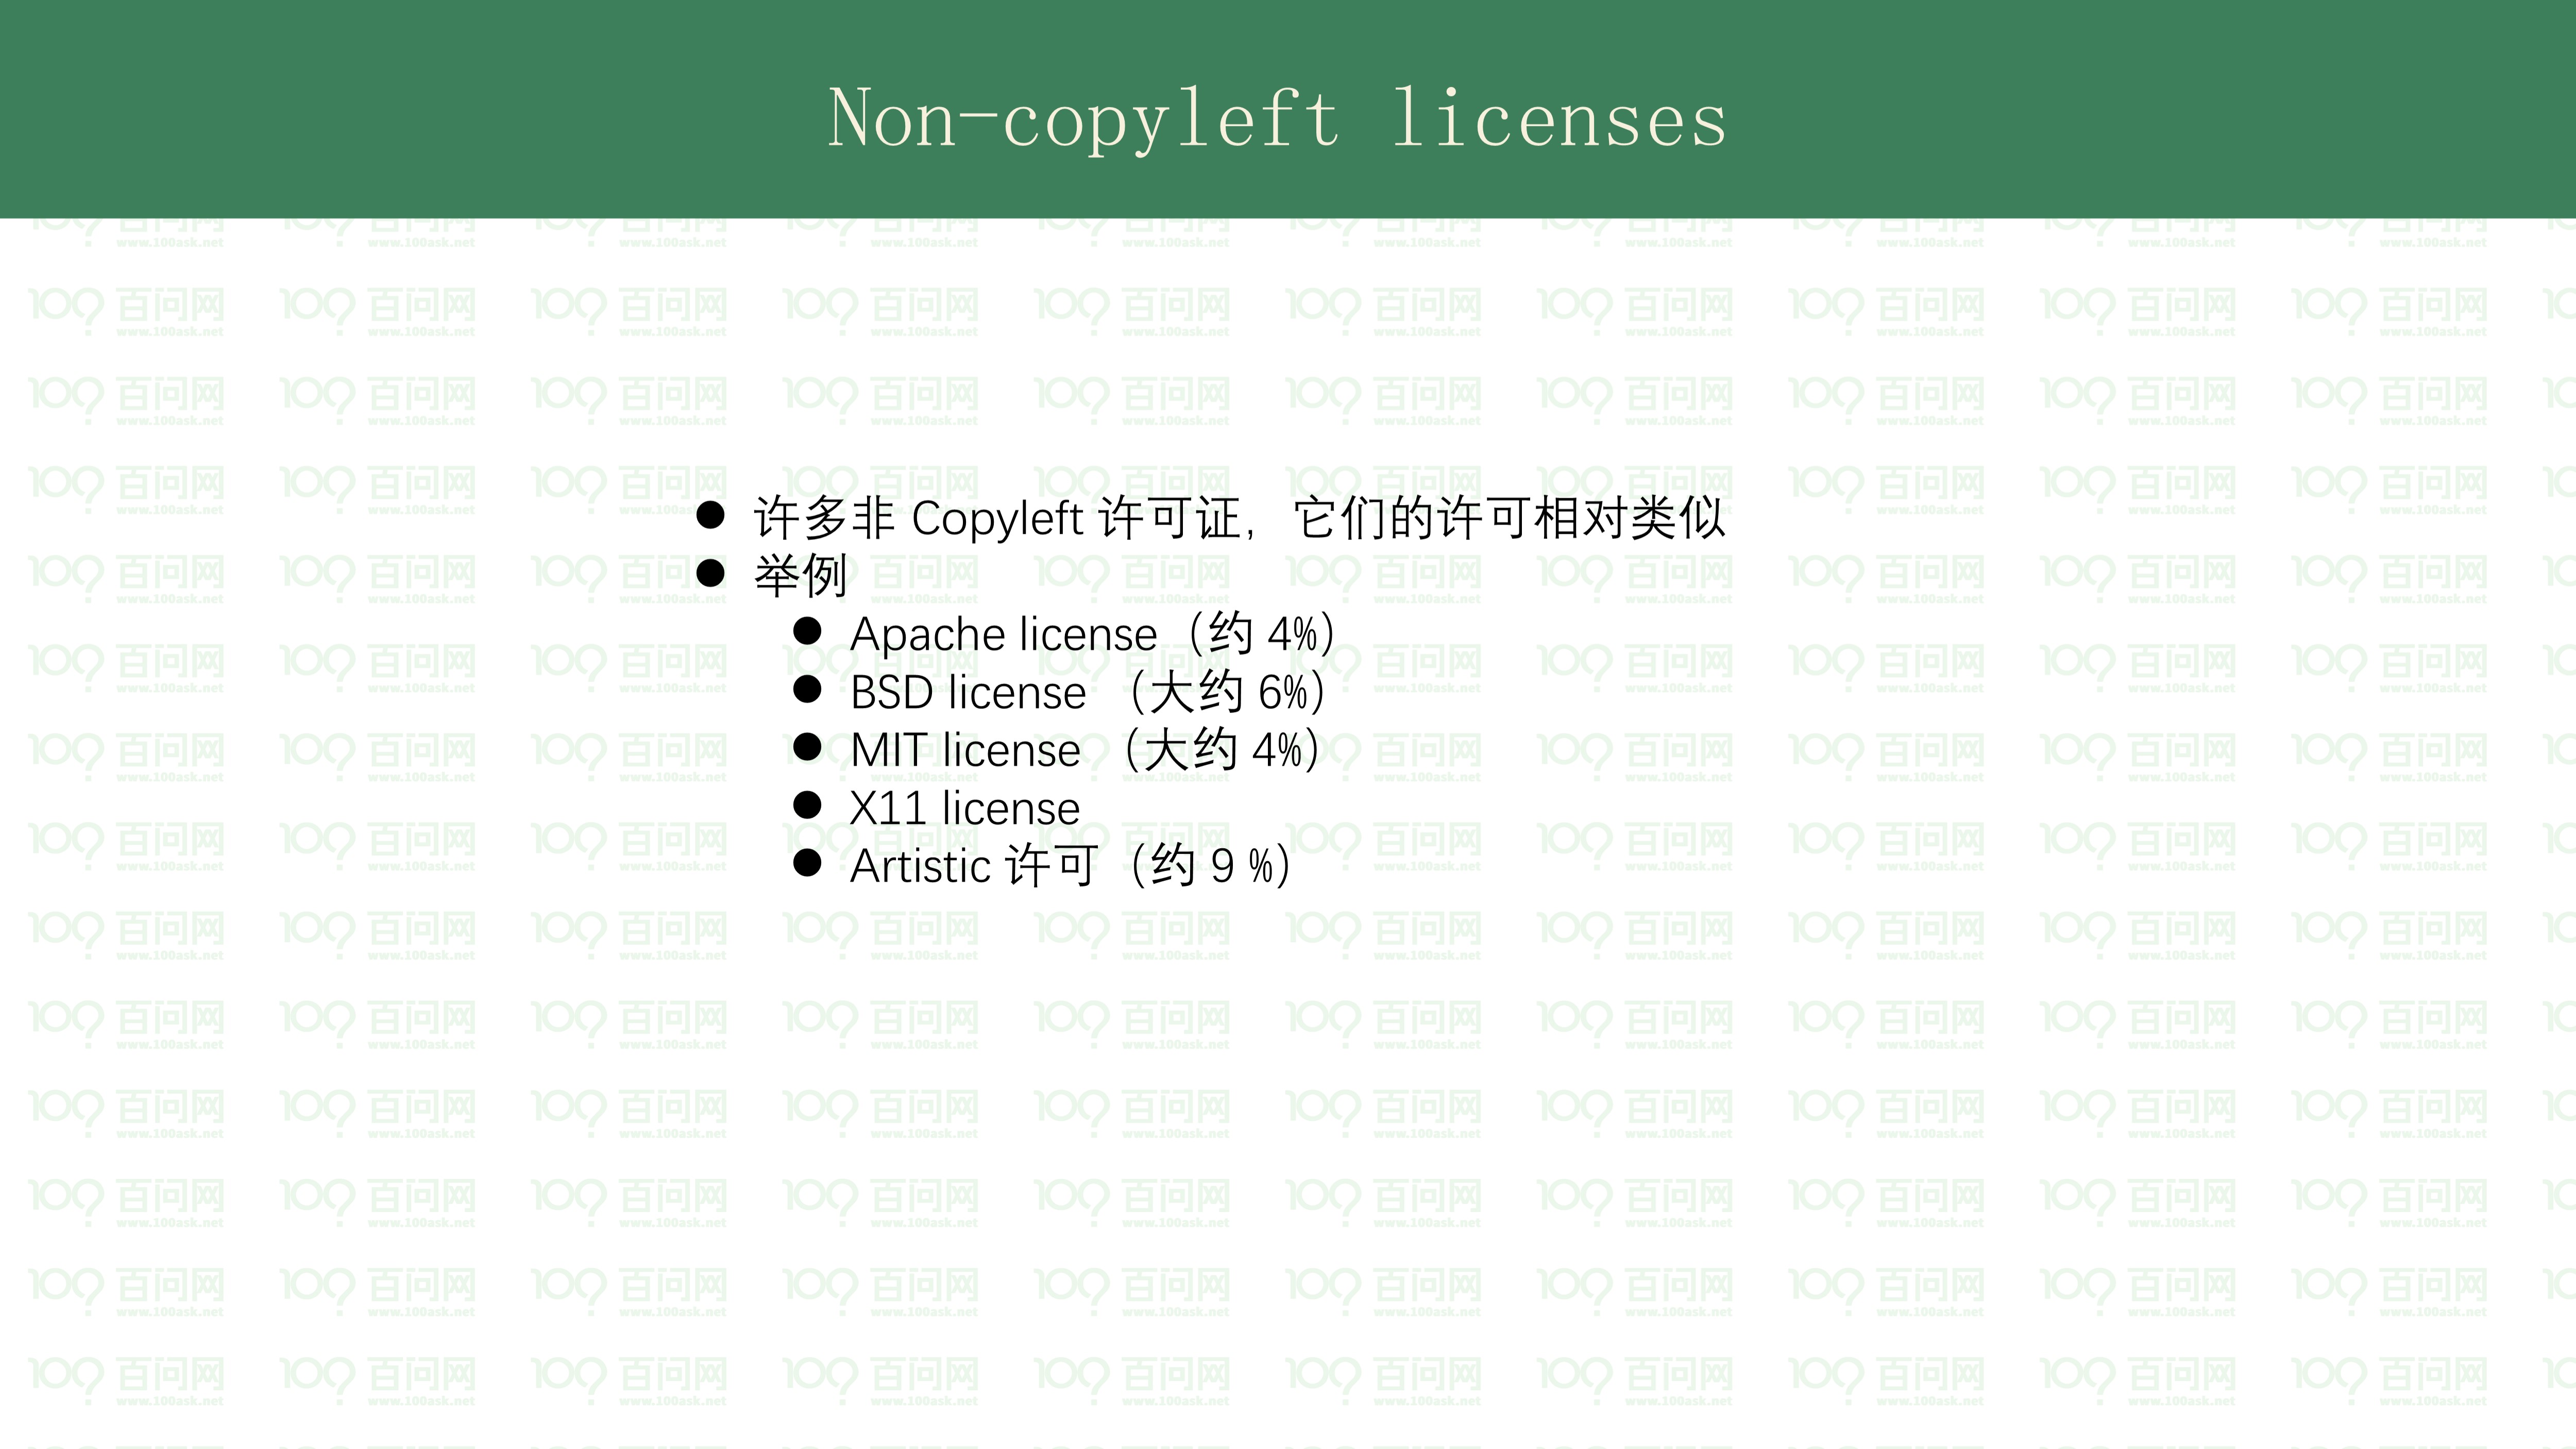 Non-copyleft licenses
● 许多非 Copyleft 许可证，它们的许可相对类似
● 举例
● Apache license（约 4%）
● BSD license （大约 6%）
● MIT license （大约 4%）
● X11 license
● Artistic 许可（约 9 %）
百问网
www.100ask.net